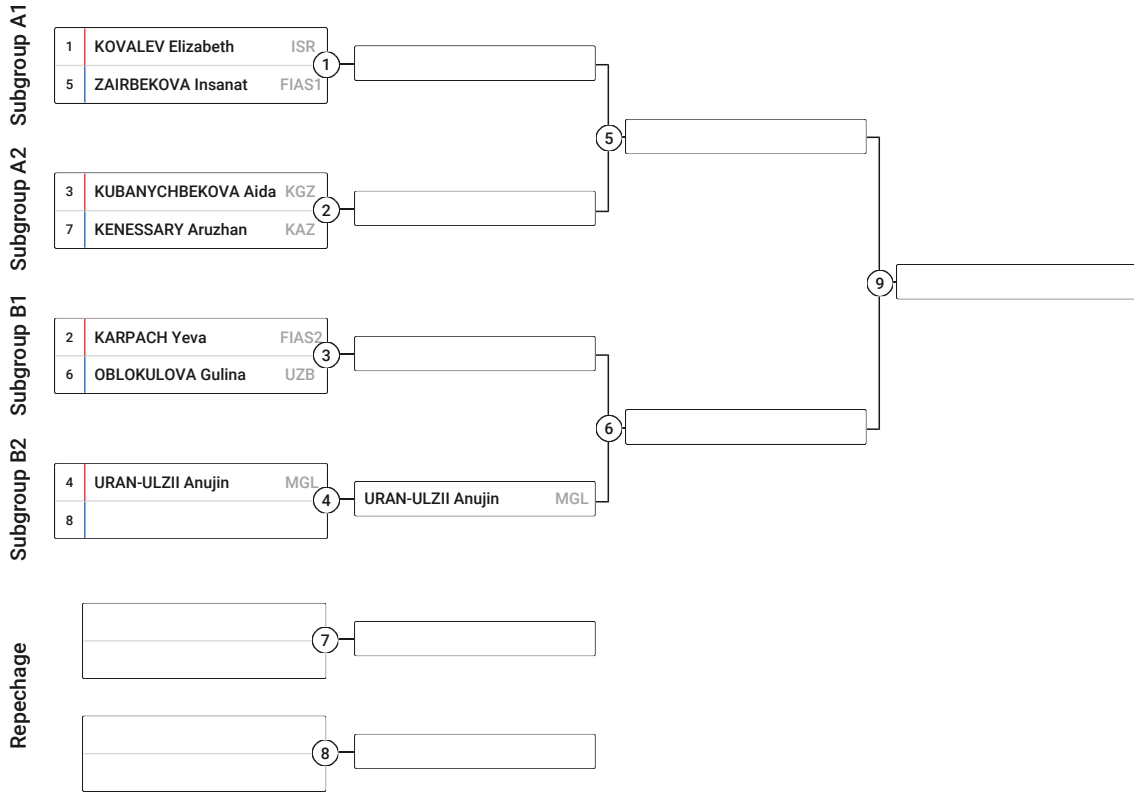 Subgroup A1
1 KOVALEV Elizabeth ISR
5 ZAIRBEKOVA Insanat FIAS1
1
Subgroup A2
3 KUBANYCHBEKOVA Aida KGZ
7 KENESSARY Aruzhan KAZ
2
5
Subgroup B1
2 KARPACH Yeva FIAS2
6 OBLOKULOVA Gulina UZB
3
Subgroup B2
4 URAN-ULZII Anujin MGL
8
4
URAN-ULZII Anujin MGL
6
9
Repechage
7
8